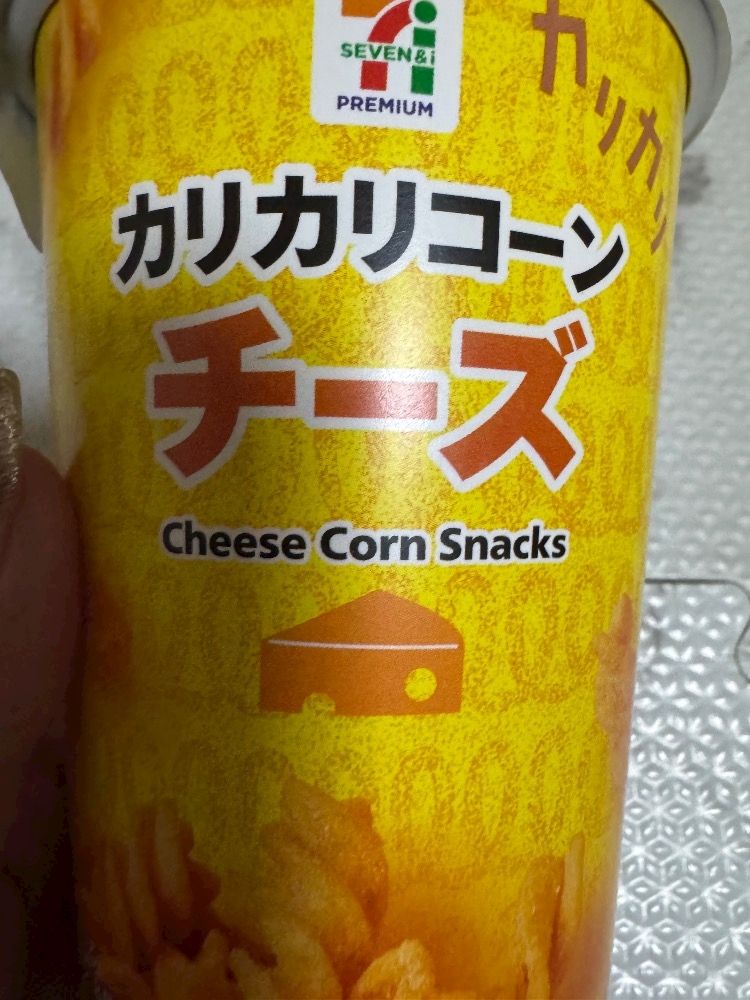 SEVEN&i
PREMIUM
カリカリ
カリカリコーン
チーズ
Cheese Corn Snacks